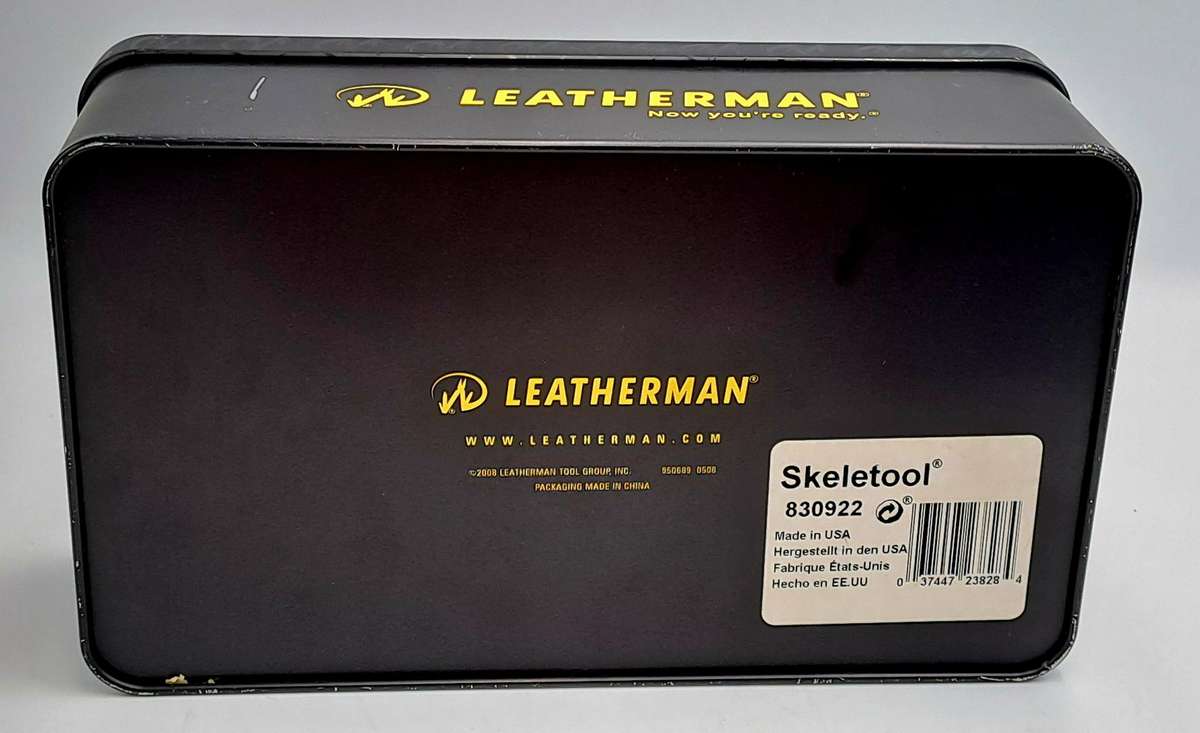 LEATHERMAN®
Now you're ready.®
LEATHERMAN®
WWW.LEATHERMAN.COM
©2008 LEATHERMAN TOOL GROUP, INC. 950689 0508
PACKAGING MADE IN CHINA
Skeletool®
830922 ®
Made in USA
Hergestellt in den USA
Fabrique États-Unis
Hecho en EE.UU
0 37447 23828 4